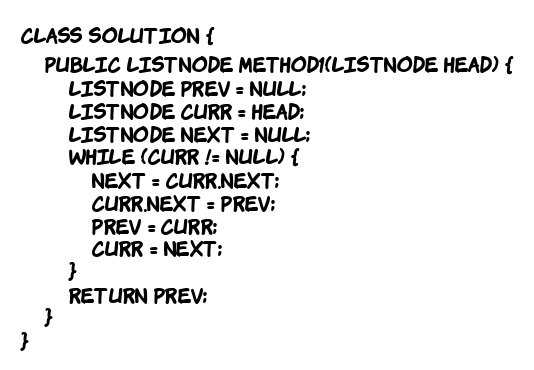 CLASS SOLUTION {
PUBLIC LISTNODE METHOD1(LISTNODE HEAD) {
LISTNODE PREV = NULL;
LISTNODE CURR = HEAD;
LISTNODE NEXT = NULL;
WHILE (CURR != NULL) {
NEXT = CURR.NEXT;
CURR.NEXT = PREV;
PREV = CURR;
CURR = NEXT;
}
RETURN PREV;
}
}